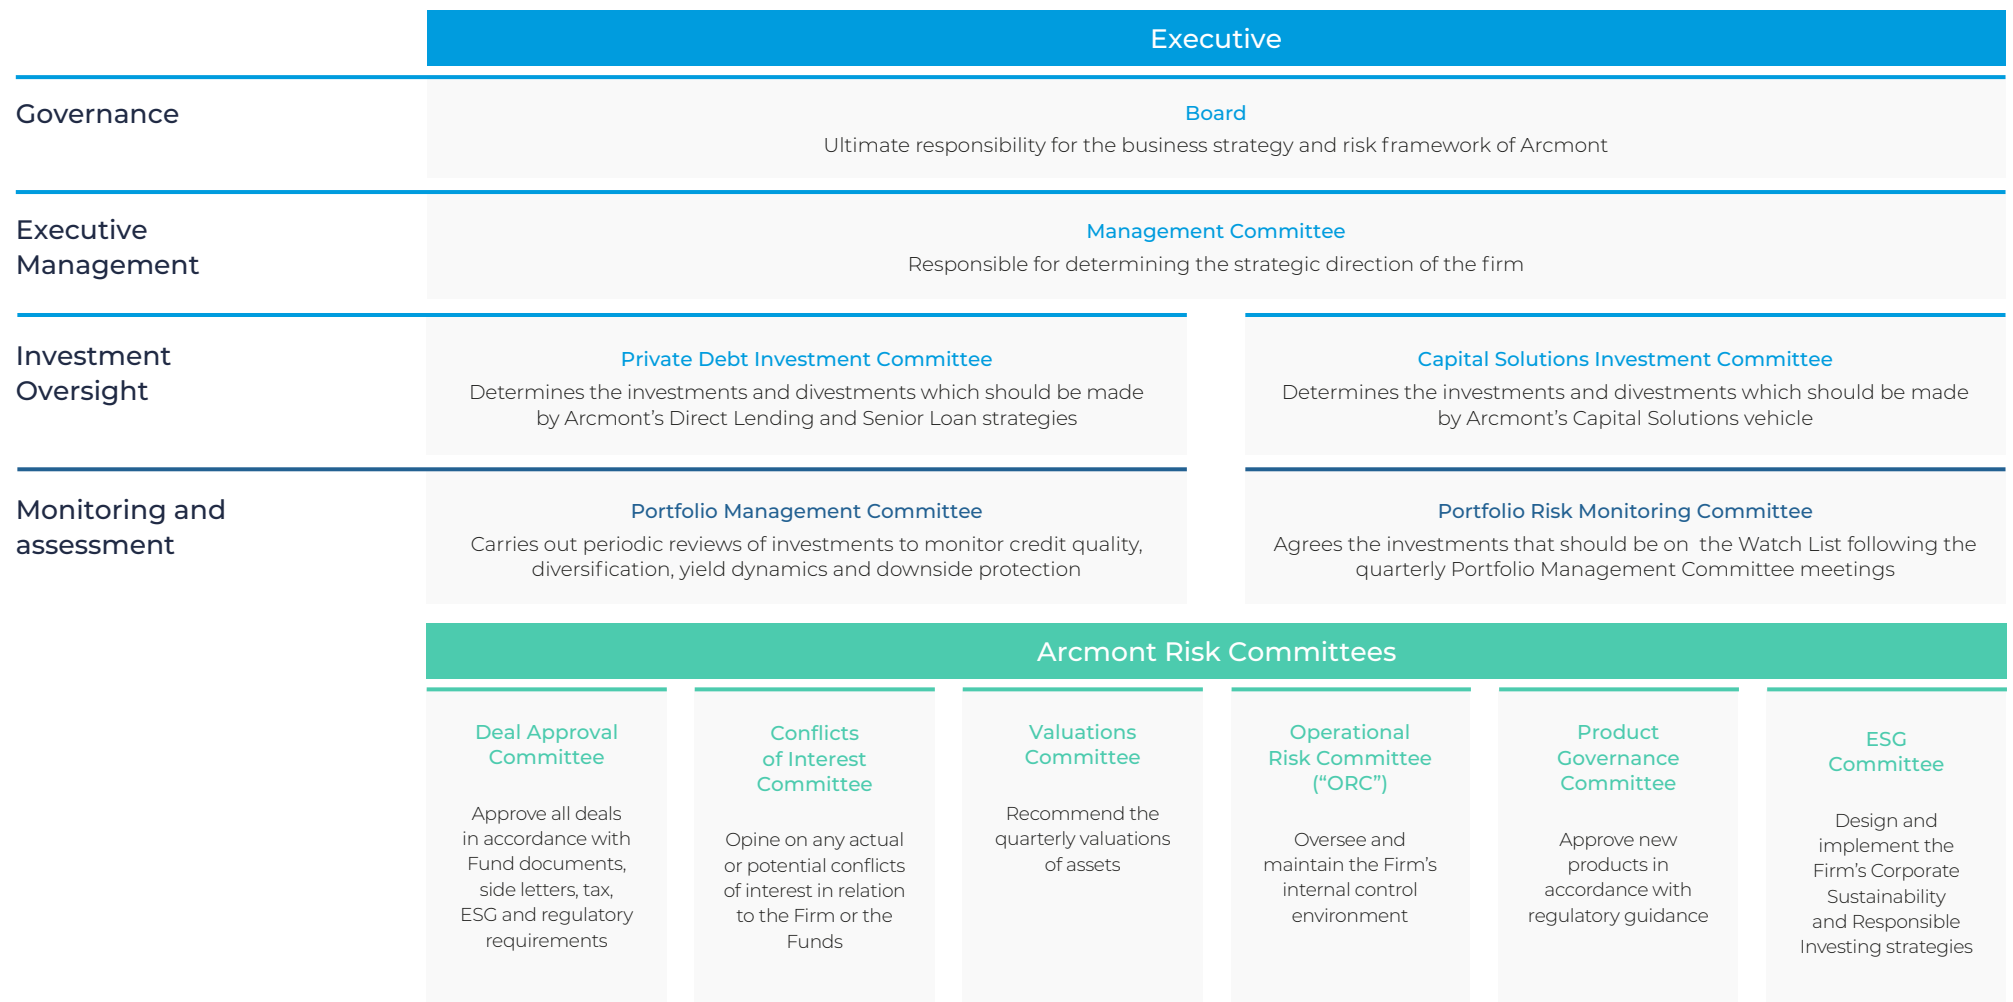 Executive
Governance
Board
Ultimate responsibility for the business strategy and risk framework of Arcmont
Executive
Management
Management Committee
Responsible for determining the strategic direction of the firm
Investment
Oversight
Private Debt Investment Committee
Determines the investments and divestments which should be made
by Arcmont’s Direct Lending and Senior Loan strategies
Capital Solutions Investment Committee
Determines the investments and divestments which should be made
by Arcmont’s Capital Solutions vehicle
Monitoring and
assessment
Portfolio Management Committee
Carries out periodic reviews of investments to monitor credit quality,
diversification, yield dynamics and downside protection
Portfolio Risk Monitoring Committee
Agrees the investments that should be on the Watch List following the
quarterly Portfolio Management Committee meetings
Arcmont Risk Committees
Deal Approval
Committee
Approve all deals
in accordance with
Fund documents,
side letters, tax,
ESG and regulatory
requirements
Conflicts
of Interest
Committee
Opine on any actual
or potential conflicts
of interest in relation
to the Firm or the
Funds
Valuations
Committee
Recommend the
quarterly valuations
of assets
Operational
Risk Committee
(“ORC”)
Oversee and
maintain the Firm’s
internal control
environment
Product
Governance
Committee
Approve new
products in
accordance with
regulatory guidance
ESG
Committee
Design and
implement the
Firm’s Corporate
Sustainability
and Responsible
Investing strategies